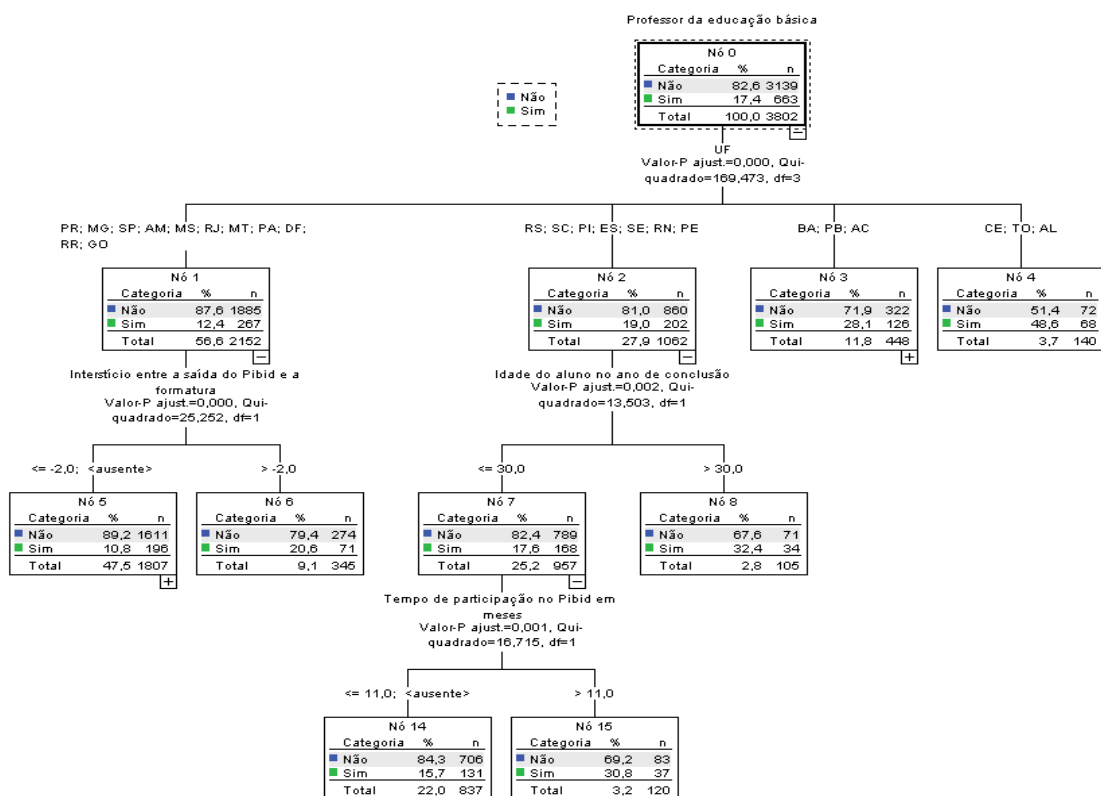 Professor da educação básica
Nó 0
Categoria % n
Não 82,6 3139
Sim 17,4 663
Total 100,0 3802
Não
Sim
UF
Valor-P ajust.=0,000, Qui-
quadrado=169,473, df=3
PR; MG; SP; AM; MS; RJ; MT; PA; DF;
RR; GO
RS; SC; PI; ES; SE; RN; PE
BA; PB; AC
CE; TO; AL
Nó 1
Categoria % n
Não 87,6 1885
Sim 12,4 267
Total 56,6 2152
Nó 2
Categoria % n
Não 81,0 860
Sim 19,0 202
Total 27,9 1062
Nó 3
Categoria % n
Não 71,9 322
Sim 28,1 126
Total 11,8 448
Nó 4
Categoria % n
Não 51,4 72
Sim 48,6 68
Total 3,7 140
Interstício entre a saída do Pibid e a
formatura
Valor-P ajust.=0,000, Qui-
quadrado=25,252, df=1
Idade do aluno no ano de conclusão
Valor-P ajust.=0,002, Qui-
quadrado=13,503, df=1
<= -2,0; <ausente>
> -2,0
<= 30,0
> 30,0
Nó 5
Categoria % n
Não 89,2 1611
Sim 10,8 196
Total 47,5 1807
Nó 6
Categoria % n
Não 79,4 274
Sim 20,6 71
Total 9,1 345
Nó 7
Categoria % n
Não 82,4 789
Sim 17,6 168
Total 25,2 957
Nó 8
Categoria % n
Não 67,6 71
Sim 32,4 34
Total 2,8 105
Tempo de participação no Pibid em
meses
Valor-P ajust.=0,001, Qui-
quadrado=16,715, df=1
<= 11,0; <ausente>
> 11,0
Nó 14
Categoria % n
Não 84,3 706
Sim 15,7 131
Total 22,0 837
Nó 15
Categoria % n
Não 69,2 83
Sim 30,8 37
Total 3,2 120